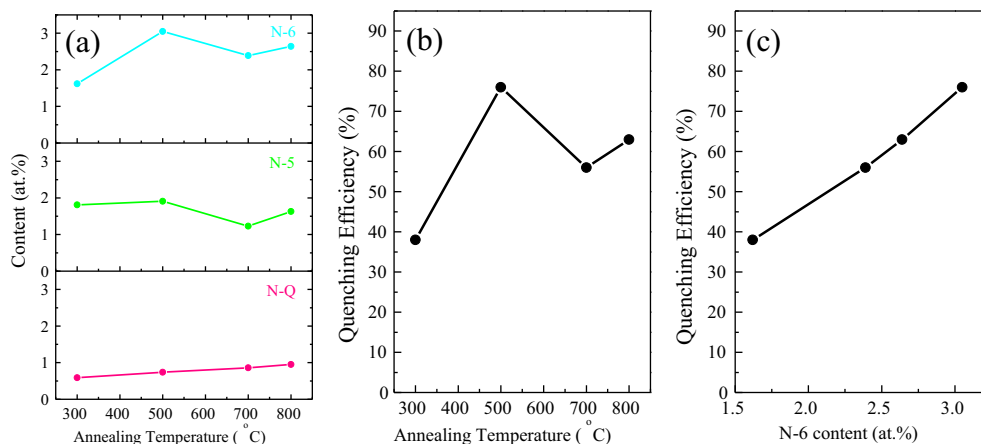 (a)
N-6
3
2
1
0
N-5
3
2
1
0
N-Q
3
2
1
0
Content (at.%)
300 400 500 600 700 800
Annealing Temperature ( °C)
(b)
90
80
70
60
50
40
30
20
10
0
Quenching Efficiency (%)
300 400 500 600 700 800
Annealing Temperature ( °C)
(c)
90
80
70
60
50
40
30
20
10
0
Quenching Efficiency (%)
1.5 2.0 2.5 3.0
N-6 content (at.%)